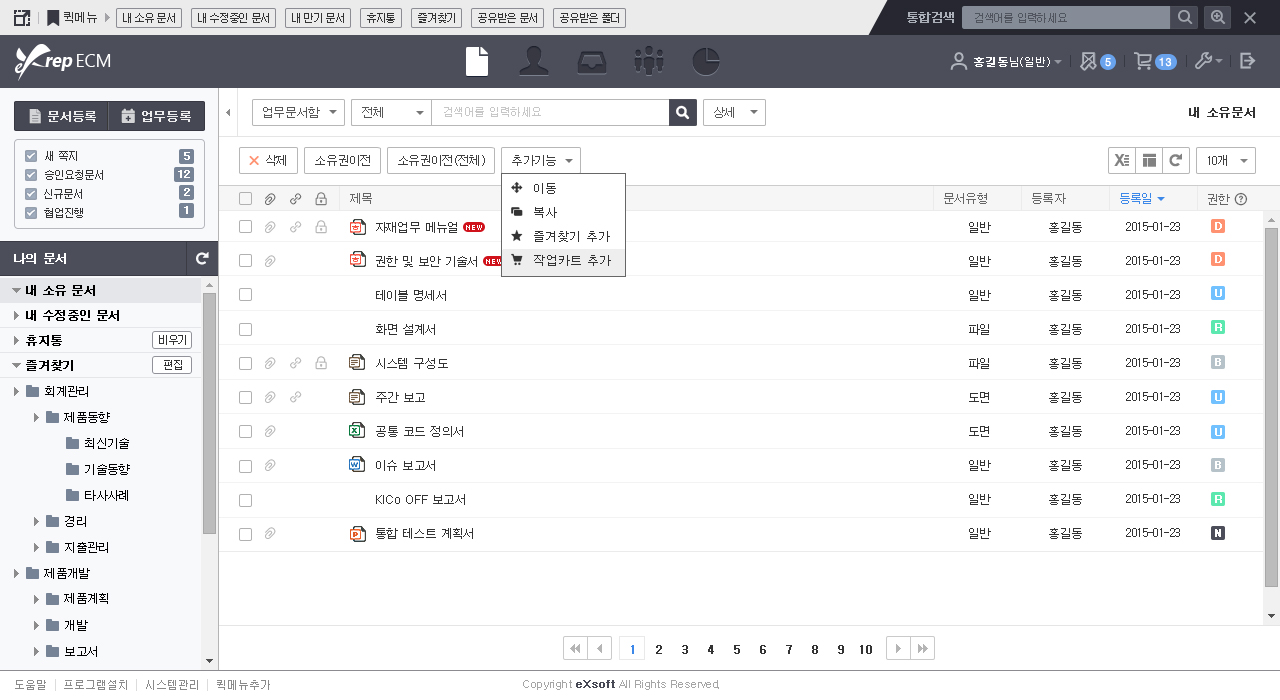 퀵메뉴 내 소유 문서 내 수정중인 문서 내 만기 문서 휴지통 즐겨찾기 공유받은 문서 공유받은 폴더 통합검색 검색어를 입력하세요
Xrep ECM 홍길동님(일반) 5 13
문서등록 업무등록 업무문서함 전체 검색어를 입력하세요 상세 내 소유문서
새 쪽지 5
승인요청문서 12
신규문서 2
협업진행 1
삭제 소유권이전 소유권이전(전체) 추가기능 10개
이동
복사
즐겨찾기 추가
작업카트 추가
나의 문서
내 소유 문서
내 수정중인 문서
휴지통 비우기
즐겨찾기 편집
회계관리
제품동향
최신기술
기술동향
타사사례
경리
지출관리
제품개발
제품계획
개발
보고서
제목 문서유형 등록자 등록일 권한
자재업무 메뉴얼 NEW 일반 홍길동 2015-01-23 D
권한 및 보안 기술서 NEW 일반 홍길동 2015-01-23 D
테이블 명세서 일반 홍길동 2015-01-23 U
화면 설계서 파일 홍길동 2015-01-23 R
시스템 구성도 파일 홍길동 2015-01-23 B
주간 보고 도면 홍길동 2015-01-23 U
공통 코드 정의서 도면 홍길동 2015-01-23 U
이슈 보고서 일반 홍길동 2015-01-23 B
KICo OFF 보고서 일반 홍길동 2015-01-23 R
통합 테스트 계획서 일반 홍길동 2015-01-23 N
1 2 3 4 5 6 7 8 9 10
도움말 프로그램설치 시스템관리 퀵메뉴추가 Copyright eXsoft All Rights Reserved.